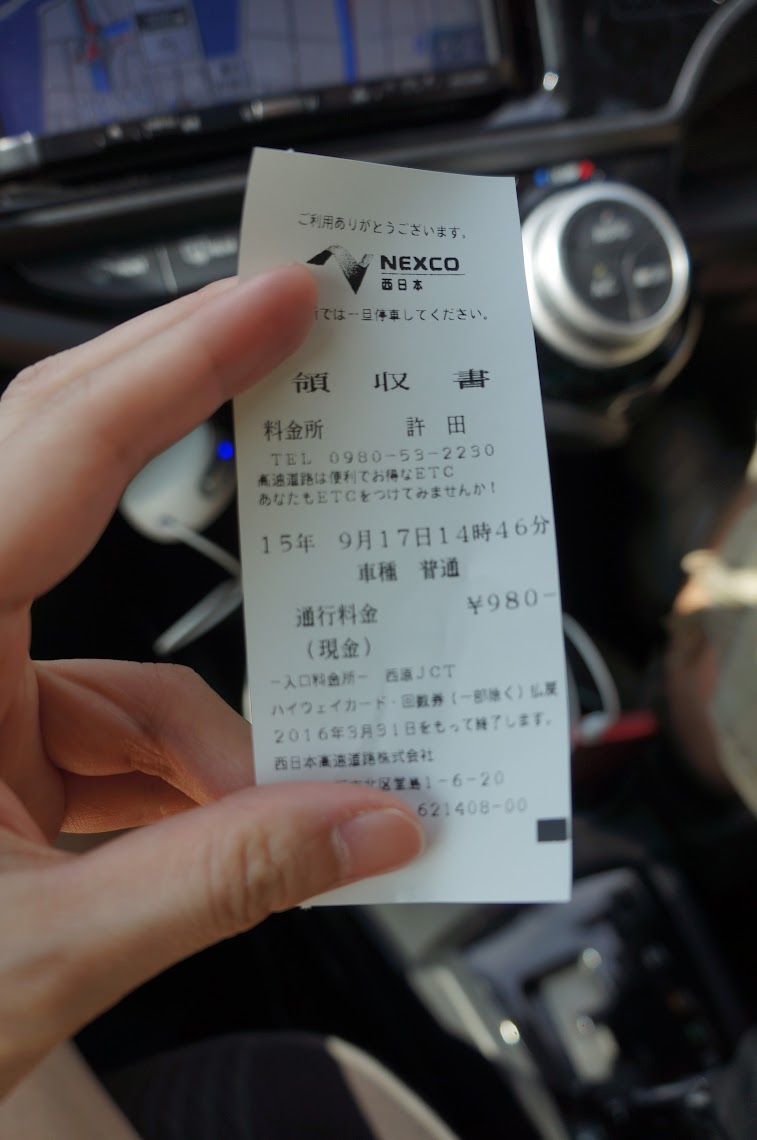 ご利用ありがとうございます。
NEXCO
西日本
では一旦停車してください。
領 収 書
料金所 許 田
TEL 0980-53-2230
高速道路は便利でお得なETC
あなたもETCをつけてみませんか！
15年 9月17日14時46分
車種 普通
通行料金 ¥980-
（現金）
－入口料金所－ 西原JCT
ハイウェイカード・回数券（一部除く）払戻
2016年3月31日をもって終了します。
西日本高速道路株式会社
北区堂島1-6-20
621408-00